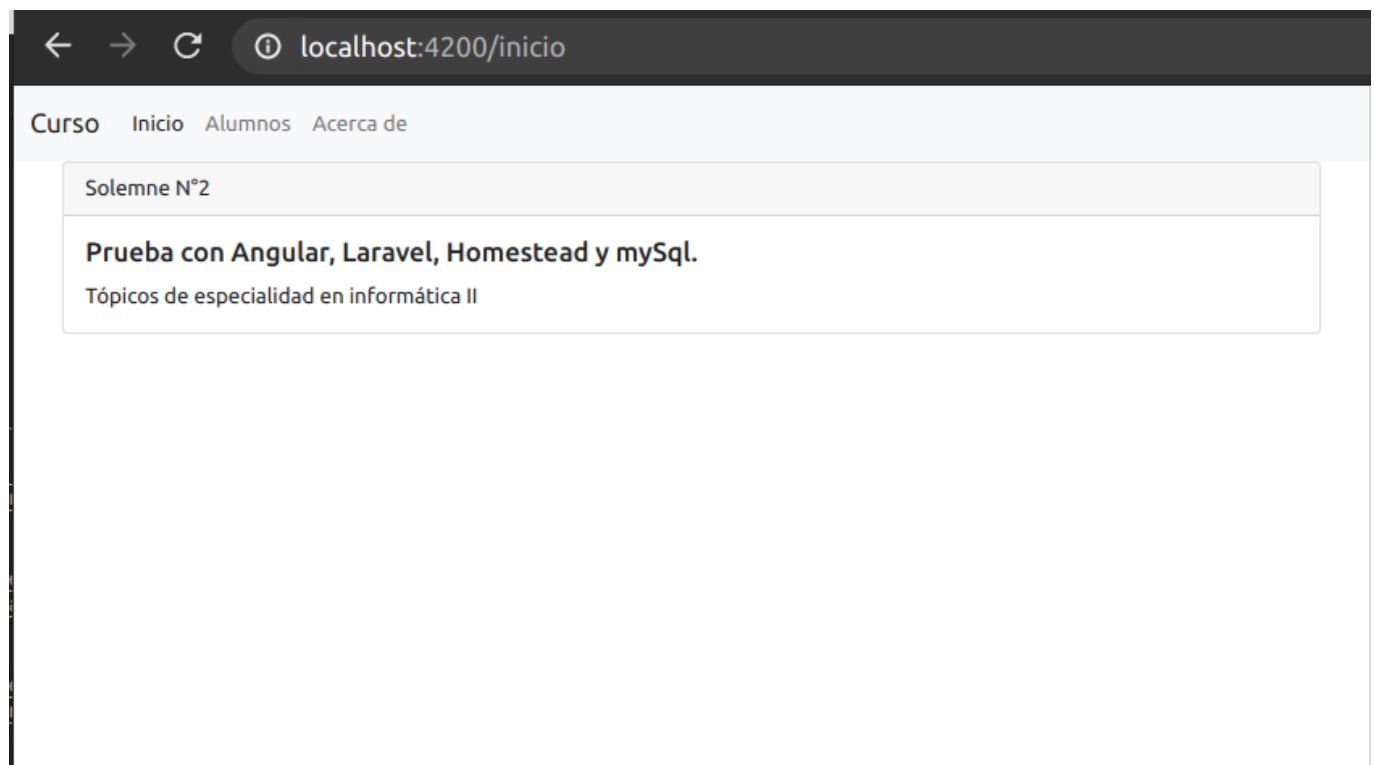 localhost:4200/inicio
Curso Inicio Alumnos Acerca de
Solemne N°2
Prueba con Angular, Laravel, Homestead y mySql.
Tópicos de especialidad en informática II